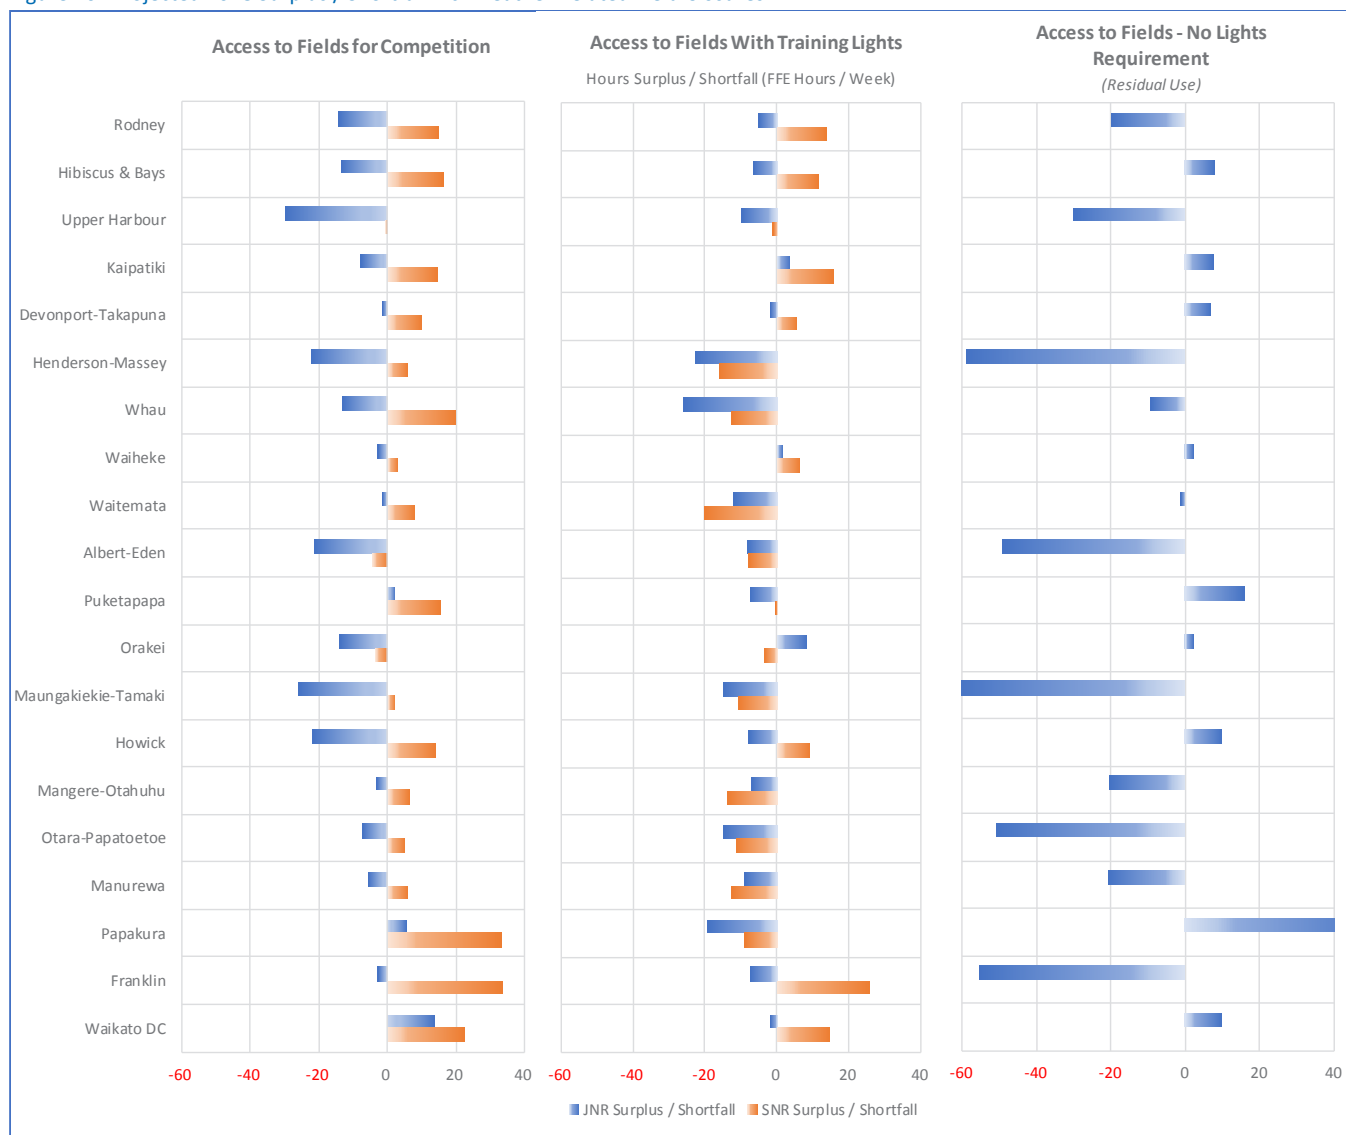 Access to Fields for Competition
Access to Fields With Training Lights
Hours Surplus / Shortfall (FFE Hours / Week)
Access to Fields - No Lights
Requirement
(Residual Use)
Rodney
Hibiscus & Bays
Upper Harbour
Kaipatiki
Devonport-Takapuna
Henderson-Massey
Whau
Waiheke
Waitemata
Albert-Eden
Puketapapa
Orakei
Maungakiekie-Tamaki
Howick
Mangere-Otahuhu
Otara-Papatoetoe
Manurewa
Papakura
Franklin
Waikato DC
-60 -40 -20 0 20 40
-60 -40 -20 0 20 40
-60 -40 -20 0 20 40
JNR Surplus / Shortfall SNR Surplus / Shortfall